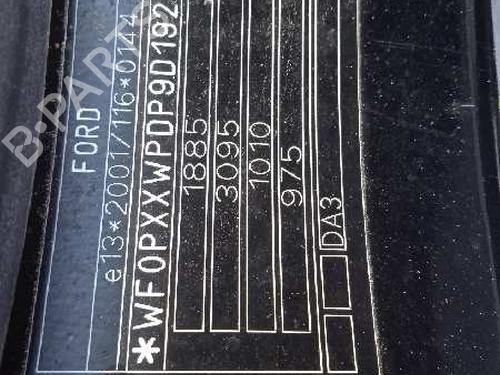 FORD
e13*2001/116*0144
*WF0PXXWPDP9D192
1885
3095
1010
975
DA3
B-PARTS